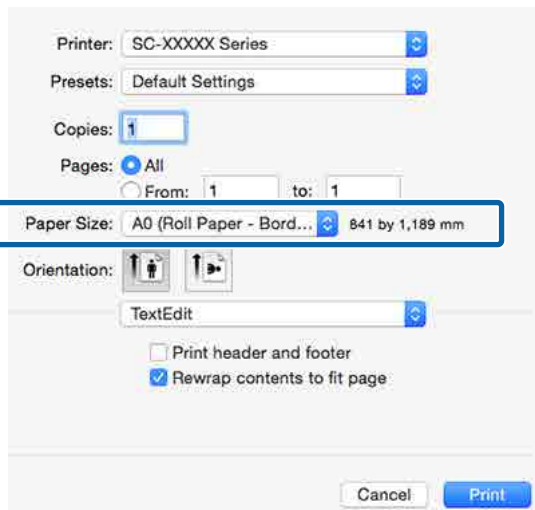 Printer: SC-XXXXX Series
Presets: Default Settings
Copies: 1
Pages: All
From: 1 to: 1
Paper Size: A0 (Roll Paper - Bord... 841 by 1,189 mm
Orientation:
TextEdit
Print header and footer
Rewrap contents to fit page
Cancel Print